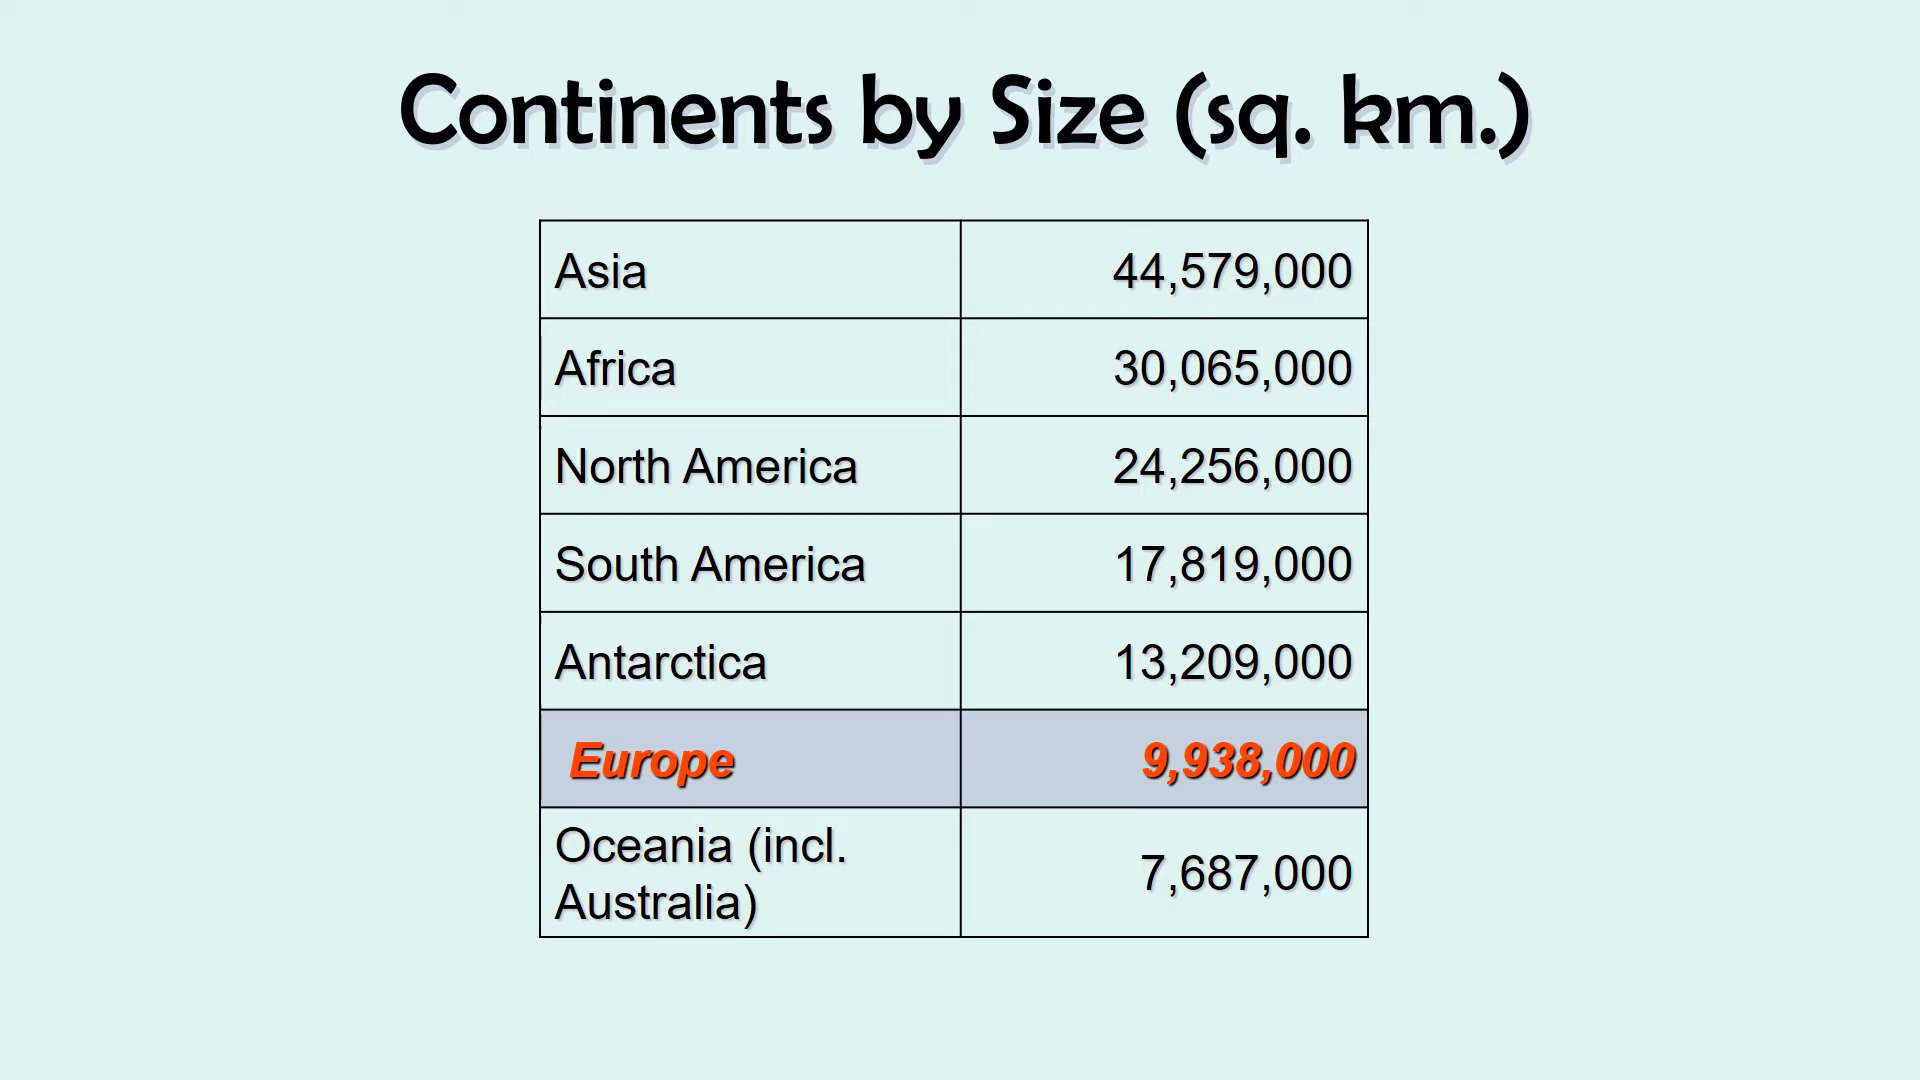 Continents by Size (sq. km.)
Asia 44,579,000
Africa 30,065,000
North America 24,256,000
South America 17,819,000
Antarctica 13,209,000
Europe 9,938,000
Oceania (incl.
Australia) 7,687,000